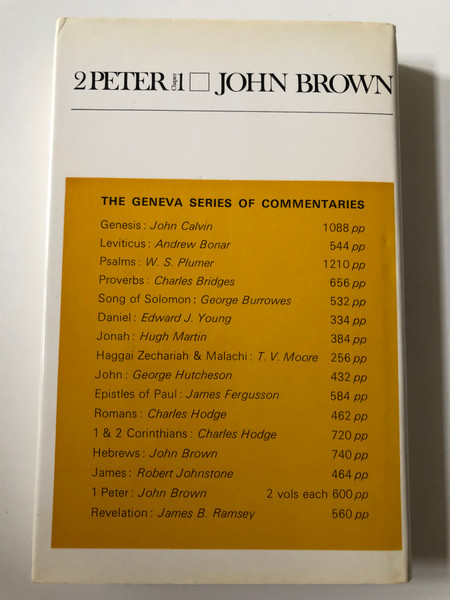 2 PETER Chapter 1 □ JOHN BROWN
THE GENEVA SERIES OF COMMENTARIES
Genesis: John Calvin 1088 pp
Leviticus: Andrew Bonar 544 pp
Psalms: W. S. Plumer 1210 pp
Proverbs: Charles Bridges 656 pp
Song of Solomon: George Burrowes 532 pp
Daniel: Edward J. Young 334 pp
Jonah: Hugh Martin 384 pp
Haggai Zechariah & Malachi: T. V. Moore 256 pp
John: George Hutcheson 432 pp
Epistles of Paul: James Fergusson 584 pp
Romans: Charles Hodge 462 pp
1 & 2 Corinthians: Charles Hodge 720 pp
Hebrews: John Brown 740 pp
James: Robert Johnstone 464 pp
1 Peter: John Brown 2 vols each 600 pp
Revelation: James B. Ramsey 560 pp